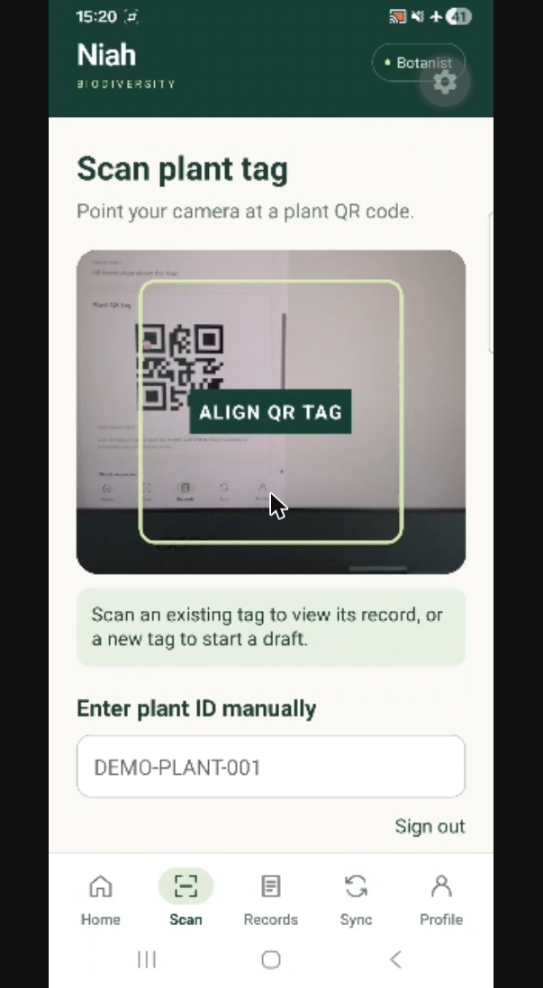 15:20
41
Niah
BIODIVERSITY
Botanist
Scan plant tag
Point your camera at a plant QR code.
Plant QR tag
ALIGN QR TAG
Scan an existing tag to view its record, or
a new tag to start a draft.
Enter plant ID manually
DEMO-PLANT-001
Sign out
Home Scan Records Sync Profile